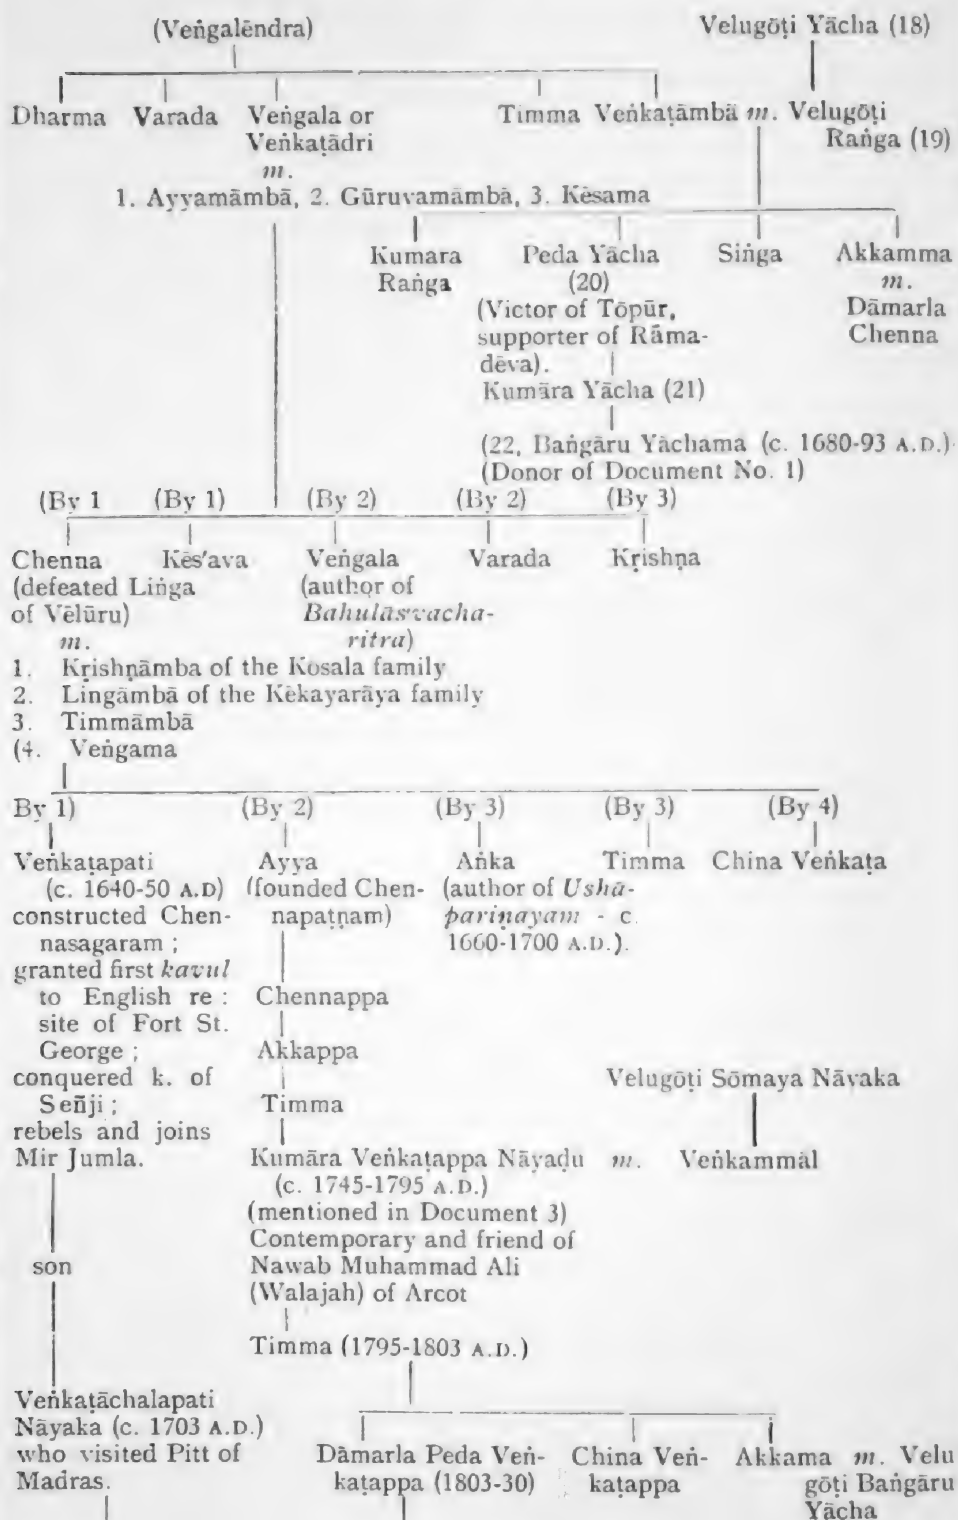 (Veṅgalēndra)
Velugōṭi Yācha (18)
Dharma Varada Veṅgala or Timma Veṅkaṭāmbā m. Velugōṭi
Veṅkaṭādri Raṅga (19)
m.
1. Ayyamāmbā, 2. Gūruvamāmbā, 3. Kēsama
Kumara Peda Yācha Siṅga Akkamma
Raṅga (20) m.
(Victor of Tōpūr, Dāmarla
supporter of Rāma- Chenna
dēva).
Kumāra Yācha (21)
(22, Baṅgāru Yāchama (c. 1680-93 A.D.)
(Donor of Document No. 1)
(By 1 (By 1) (By 2) (By 2) (By 3)
Chenna Kēs'ava Veṅgala Varada Kṛishṇa
(defeated Liṅga (author of
of Vēlūru) Bahulāsvacha-
m. ritra)
1. Kṛishṇāmba of the Kosala family
2. Lingāmbā of the Kēkayarāya family
3. Timmāmbā
(4. Veṅgama
By 1) (By 2) (By 3) (By 3) (By 4)
Veṅkaṭapati Ayya Aṅka Timma China Veṅkaṭa
(c. 1640-50 A.D) (founded Chen- (author of Ushā-
constructed Chen- napaṭṇam) pariṇayam - c.
nasagaram ; 1660-1700 A.D.).
granted first kavul
to English re : Chennappa
site of Fort St.
George ; Akkappa
conquered k. of Velugōṭi Sōmaya Nāyaka
Señji ; Timma
rebels and joins
Mir Jumla. Kumāra Veṅkaṭappa Nāyaḍu m. Veṅkammāl
(c. 1745-1795 A.D.)
(mentioned in Document 3)
Contemporary and friend of
son Nawab Muhammad Ali
(Walajah) of Arcot
Timma (1795-1803 A.D.)
Veṅkaṭāchalapati
Nāyaka (c. 1703 A.D.)
who visited Pitt of Dāmarla Peda Veṅ- China Veṅ- Akkama m. Velu
Madras. kaṭappa (1803-30) kaṭappa gōṭi Baṅgāru
Yācha